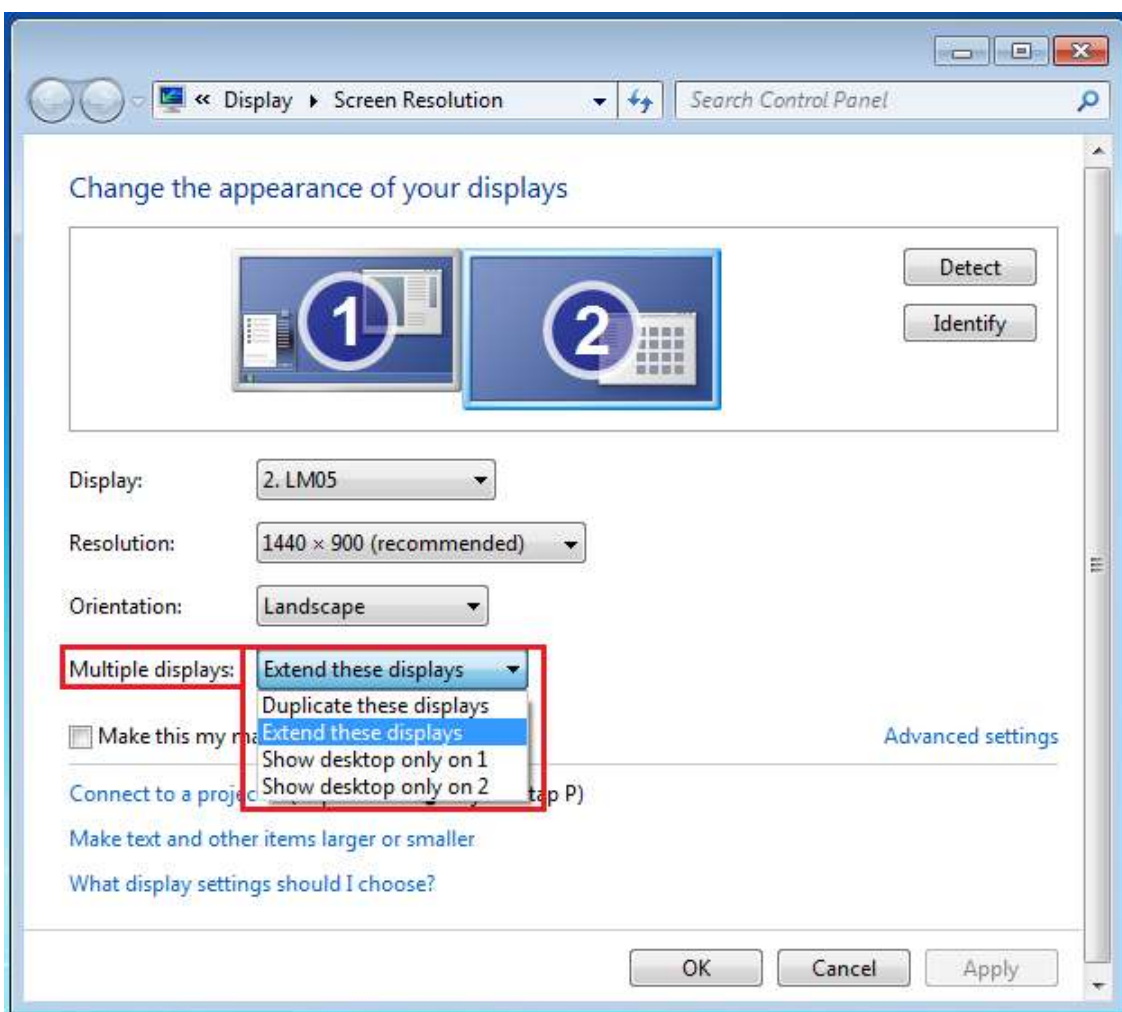 « Display ▸ Screen Resolution Search Control Panel
Change the appearance of your displays
1 2
Detect
Identify
Display: 2. LM05
Resolution: 1440 × 900 (recommended)
Orientation: Landscape
Multiple displays: Extend these displays
Duplicate these displays
Extend these displays
Show desktop only on 1
Show desktop only on 2
Make this my Advanced settings
Connect to a tap P)
Make text and other items larger or smaller
What display settings should I choose?
OK Cancel Apply